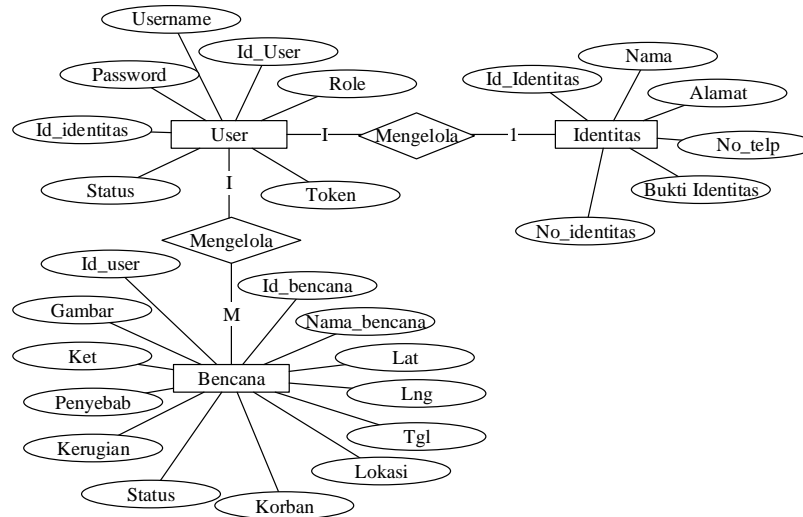 Username
Id_User
Password
Role
Id_identitas
User
Status
Token
I
Mengelola
1
Nama
Id_Identitas
Alamat
Identitas
No_telp
Bukti Identitas
No_identitas
I
Mengelola
M
Id_user
Id_bencana
Gambar
Nama_bencana
Ket
Lat
Bencana
Penyebab
Lng
Kerugian
Tgl
Lokasi
Status
Korban